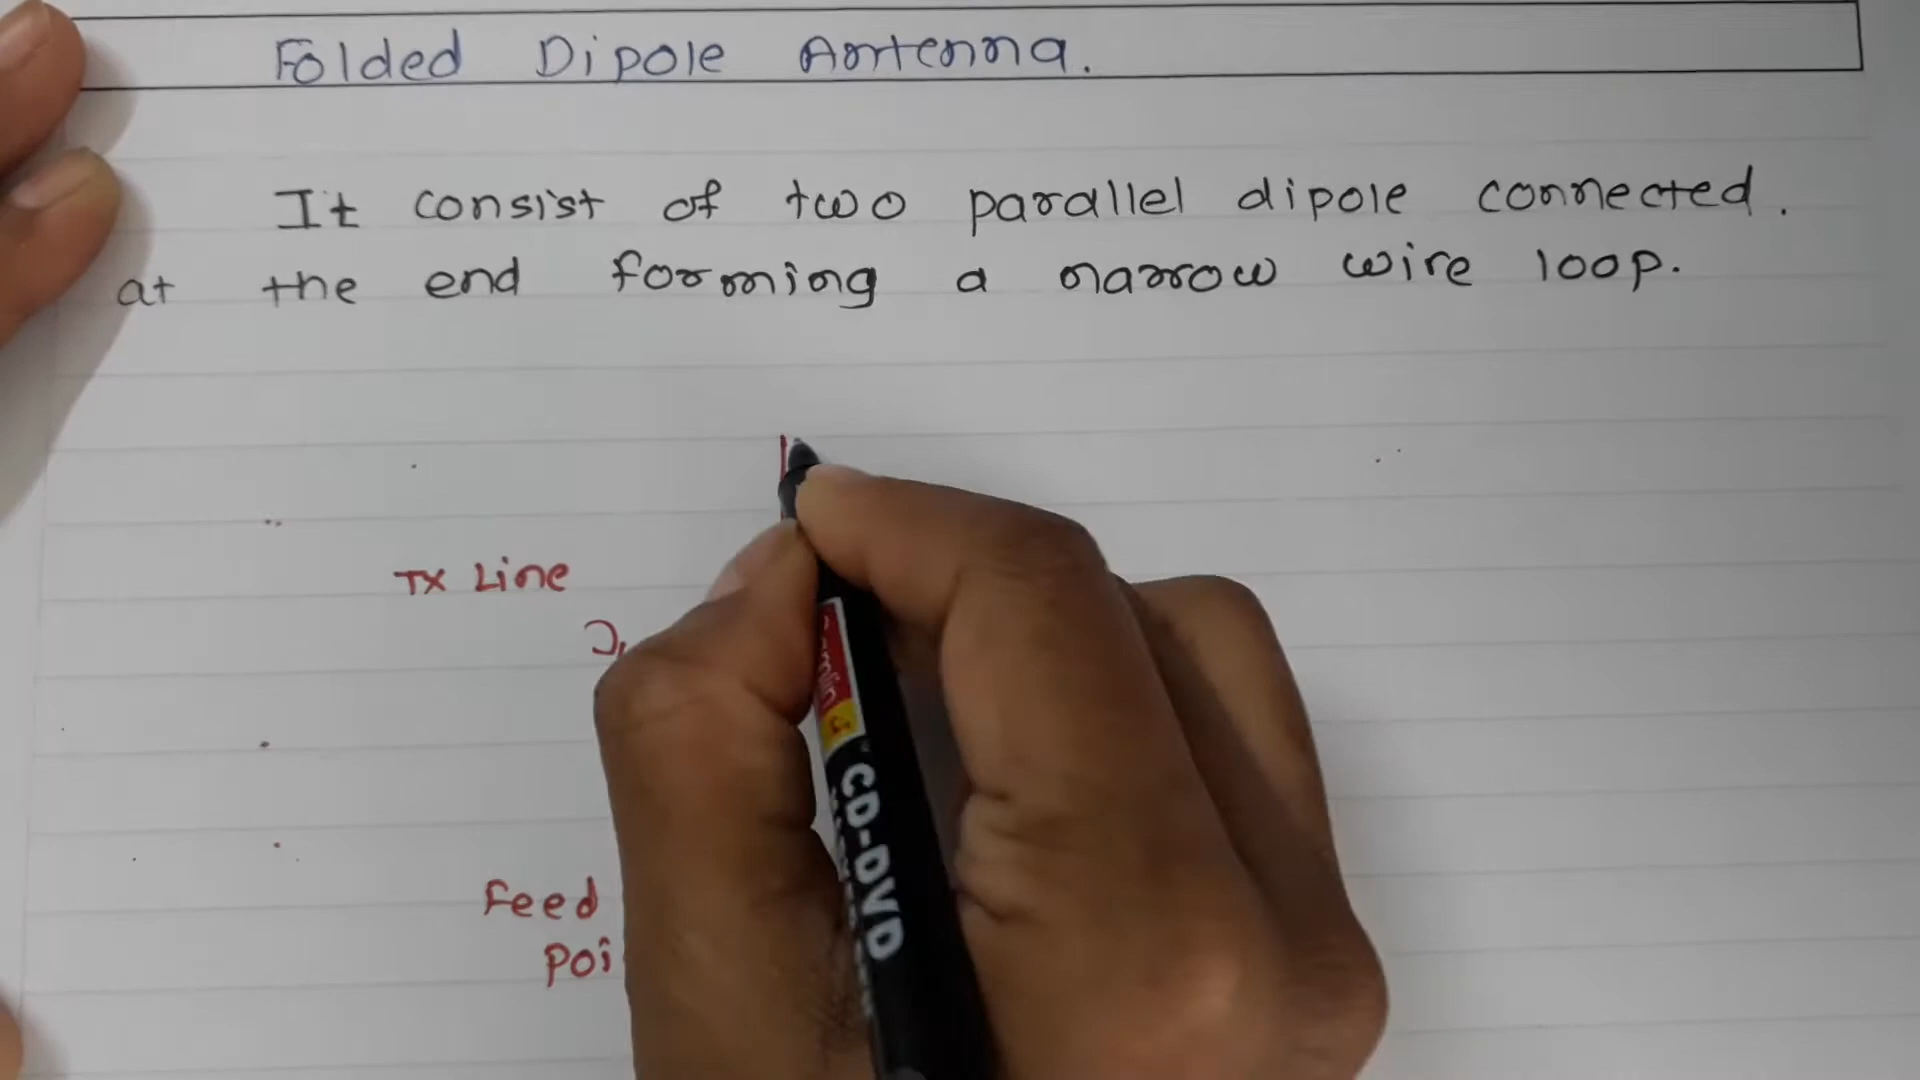 Folded Dipole Antenna.
It consist of two parallel dipole connected.
at the end forming a narrow wire loop.
TX Line
Feed
Poi
CD-DVD